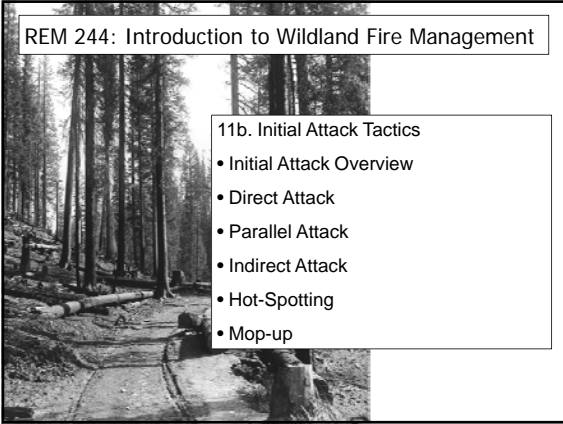 REM 244: Introduction to Wildland Fire Management
11b. Initial Attack Tactics
• Initial Attack Overview
• Direct Attack
• Parallel Attack
• Indirect Attack
• Hot-Spotting
• Mop-up